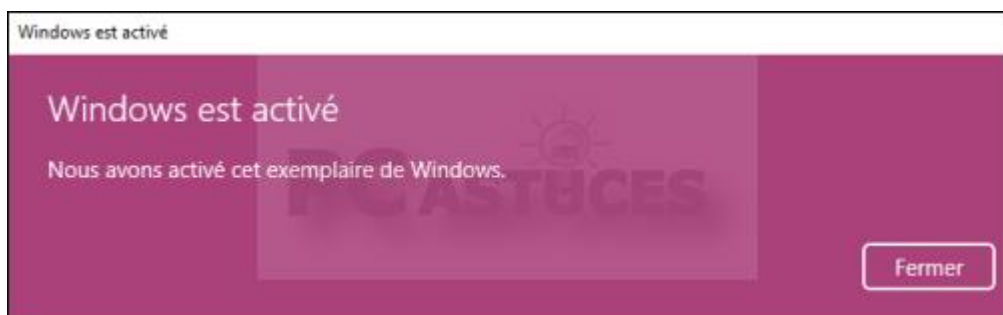 Windows est activé
Windows est activé
Nous avons activé cet exemplaire de Windows.
PC ASTUCES
Fermer